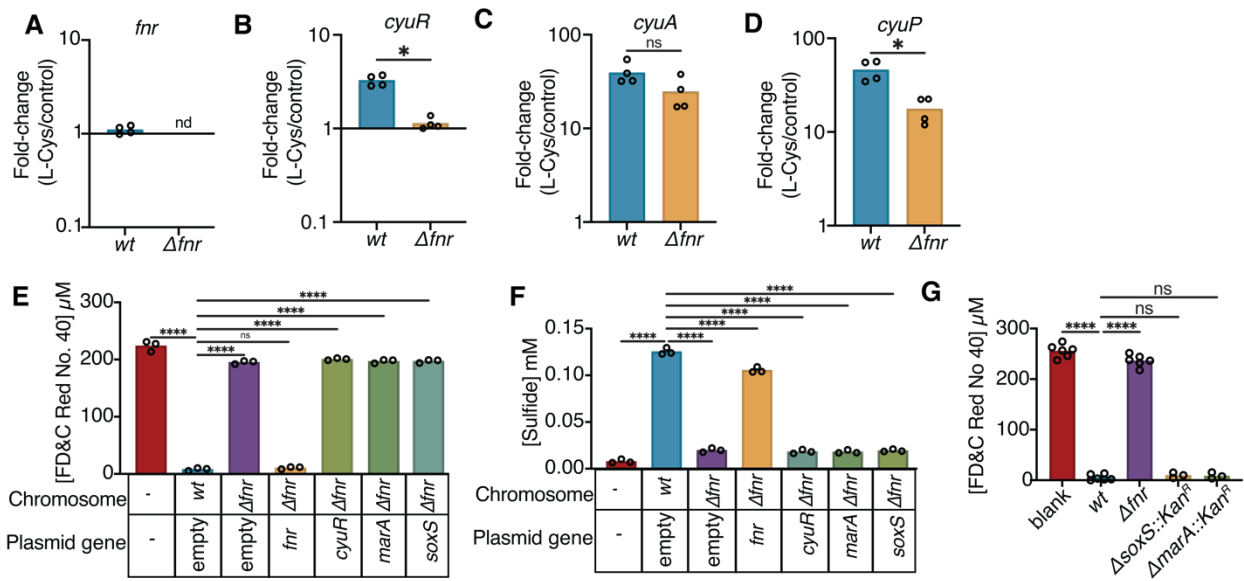 A
fnr
Fold-change
(L-Cys/control)
10
1
0.1
nd
wt
Δfnr
B
cyuR
Fold-change
(L-Cys/control)
10
1
0.1
*
wt
Δfnr
C
cyuA
Fold-change
(L-Cys/control)
100
10
1
ns
wt
Δfnr
D
cyuP
Fold-change
(L-Cys/control)
100
10
1
*
wt
Δfnr
E
[FD&C Red No. 40] µM
300
200
100
0
****
****
****
****
ns
****
****
Chromosome
- wt Δfnr Δfnr Δfnr Δfnr Δfnr
Plasmid gene
- empty empty fnr cyuR marA soxS
F
[Sulfide] mM
0.15
0.10
0.05
0.00
****
****
****
****
****
****
Chromosome
- wt Δfnr Δfnr Δfnr Δfnr Δfnr
Plasmid gene
- empty empty fnr cyuR marA soxS
G
[FD&C Red No 40] µM
400
200
0
ns
ns
****
****
blank
wt
Δfnr
ΔsoxS::KanR
ΔmarA::KanR